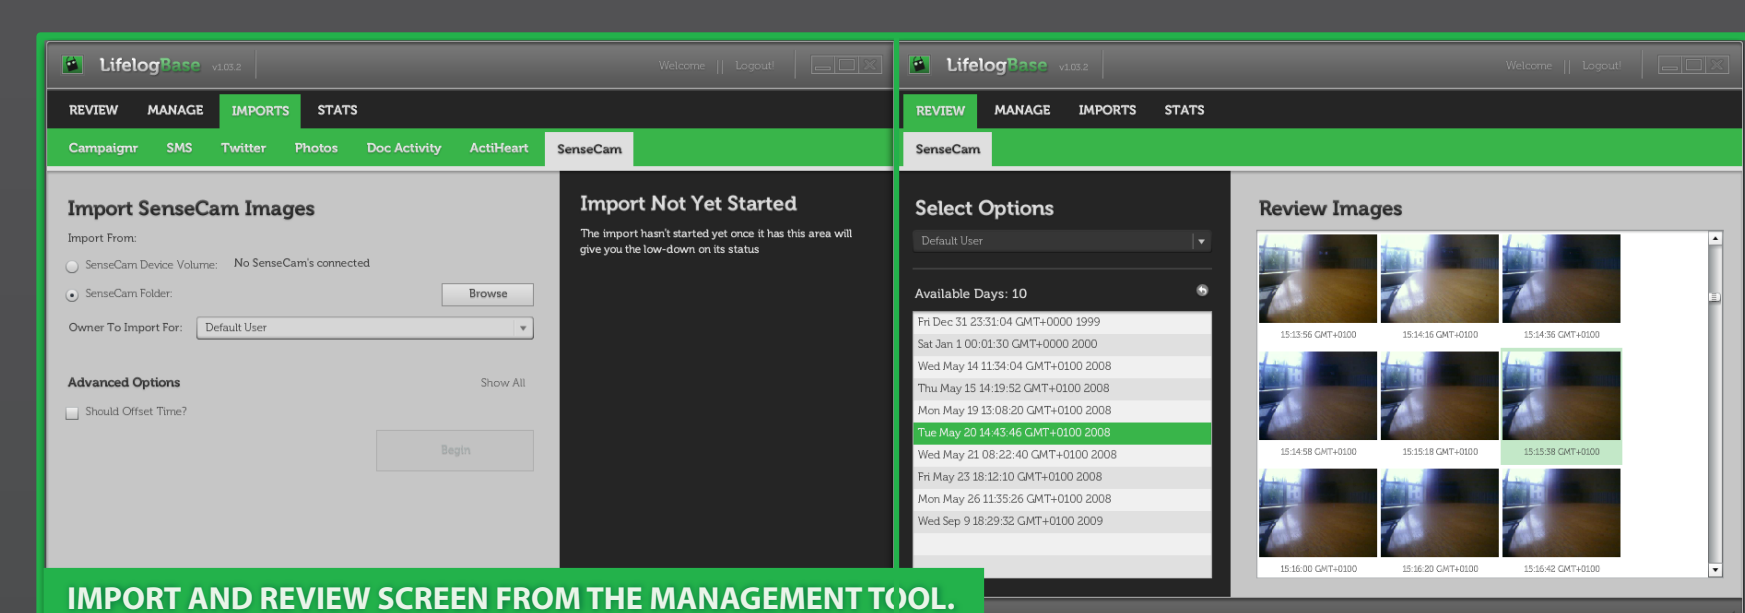 LifelogBase v1.03.2
Welcome || Logout!
REVIEW MANAGE IMPORTS STATS
Campaignr SMS Twitter Photos Doc Activity ActiHeart SenseCam
Import SenseCam Images
Import From:
SenseCam Device Volume: No SenseCam's connected
SenseCam Folder: Browse
Owner To Import For: Default User
Advanced Options Show All
Should Offset Time?
Begin
Import Not Yet Started
The import hasn't started yet once it has this area will
give you the low-down on its status
LifelogBase v1.03.2
Welcome || Logout!
REVIEW MANAGE IMPORTS STATS
SenseCam
Select Options
Default User
Available Days: 10
Fri Dec 31 23:31:04 GMT+0000 1999
Sat Jan 1 00:01:30 GMT+0000 2000
Wed May 14 11:34:04 GMT+0100 2008
Thu May 15 14:19:52 GMT+0100 2008
Mon May 19 13:08:20 GMT+0100 2008
Tue May 20 14:43:46 GMT+0100 2008
Wed May 21 08:22:40 GMT+0100 2008
Fri May 23 18:12:10 GMT+0100 2008
Mon May 26 11:35:26 GMT+0100 2008
Wed Sep 9 18:29:32 GMT+0100 2009
Review Images
15:13:56 GMT+0100 15:14:16 GMT+0100 15:14:36 GMT+0100
15:14:58 GMT+0100 15:15:18 GMT+0100 15:15:38 GMT+0100
15:16:00 GMT+0100 15:16:20 GMT+0100 15:16:42 GMT+0100
IMPORT AND REVIEW SCREEN FROM THE MANAGEMENT TOOL.